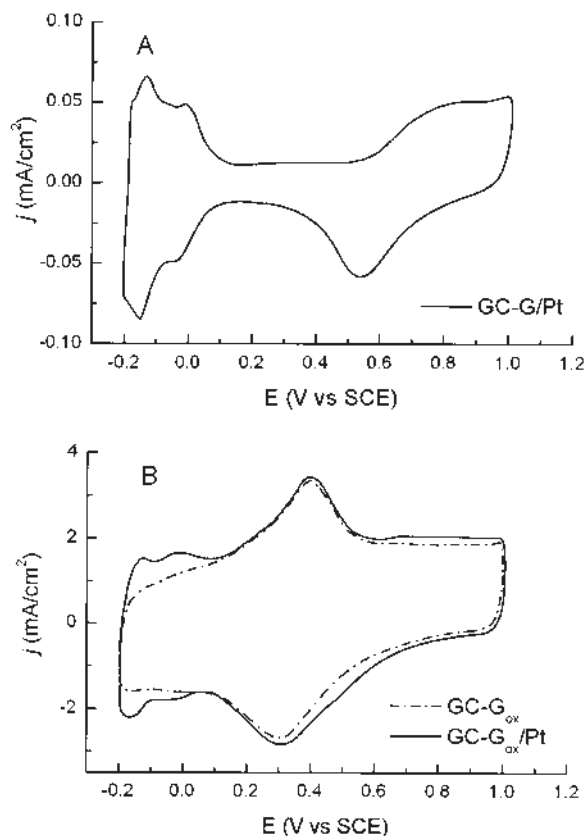 A
0.10
0.05
0.00
-0.05
-0.10
j (mA/cm²)
GC-G/Pt
-0.2 0.0 0.2 0.4 0.6 0.8 1.0 1.2
E (V vs SCE)
B
4
2
0
-2
j (mA/cm²)
GC-Gox
GC-Gox/Pt
-0.2 0.0 0.2 0.4 0.6 0.8 1.0 1.2
E (V vs SCE)